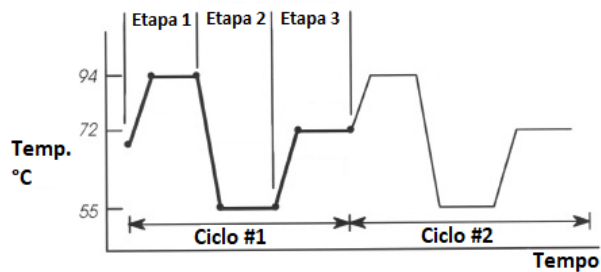 Etapa 1 Etapa 2 Etapa 3
94
72
Temp.
°C
55
Ciclo #1 Ciclo #2
Tempo